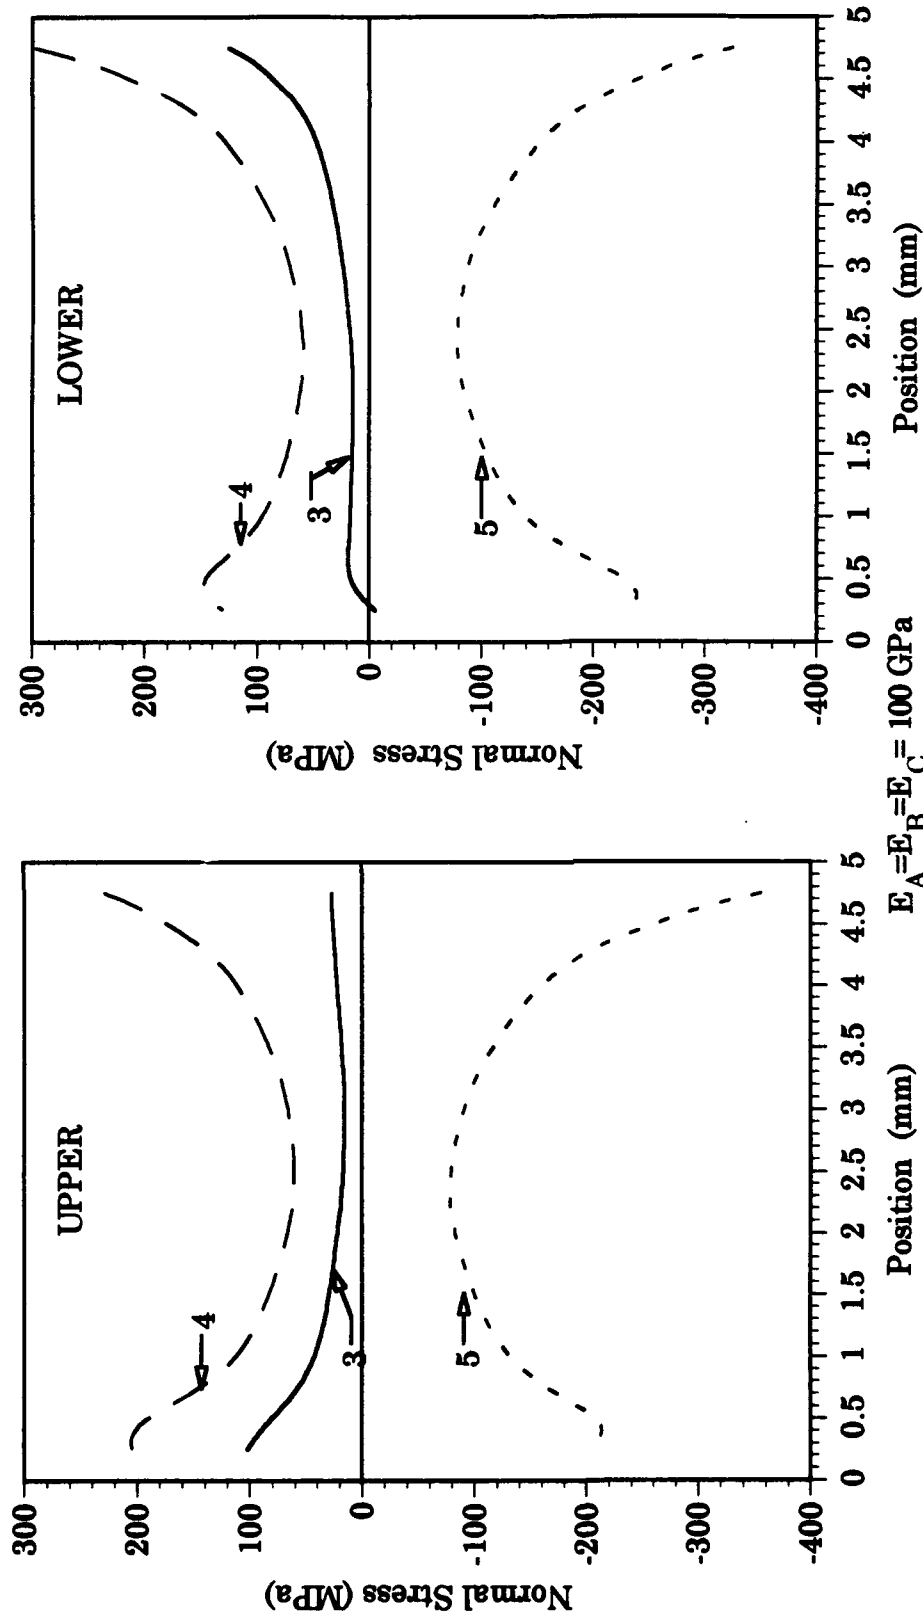 UPPER
300
200
100
0
-100
-200
-300
-400
Normal Stress (MPa)
4
3
5
0 0.5 1 1.5 2 2.5 3 3.5 4 4.5 5
Position (mm)
LOWER
300
200
100
0
-100
-200
-300
-400
Normal Stress (MPa)
4
3
5
0 0.5 1 1.5 2 2.5 3 3.5 4 4.5 5
Position (mm)
E_A=E_B=E_C= 100 GPa